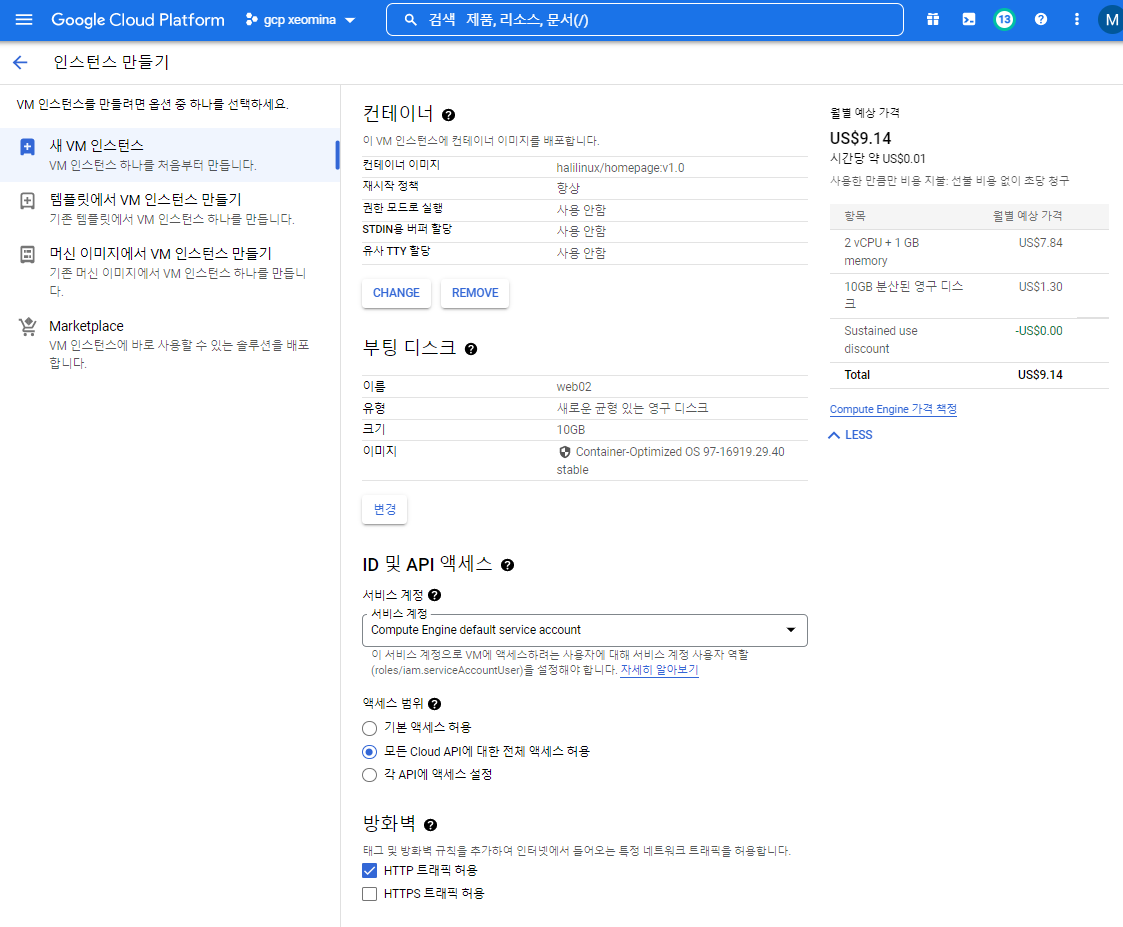 Google Cloud Platform
gcp xeomina
검색 제품, 리소스, 문서(/)
13
M
인스턴스 만들기
VM 인스턴스를 만들려면 옵션 중 하나를 선택하세요.
새 VM 인스턴스
VM 인스턴스 하나를 처음부터 만듭니다.
템플릿에서 VM 인스턴스 만들기
기존 템플릿에서 VM 인스턴스 하나를 만듭니다.
머신 이미지에서 VM 인스턴스 만들기
기존 머신 이미지에서 VM 인스턴스 하나를 만듭니
다.
Marketplace
VM 인스턴스에 바로 사용할 수 있는 솔루션을 배포
합니다.
컨테이너
이 VM 인스턴스에 컨테이너 이미지를 배포합니다.
컨테이너 이미지 halilinux/homepage:v1.0
재시작 정책 항상
권한 모드로 실행 사용 안함
STDIN용 버퍼 할당 사용 안함
유사 TTY 할당 사용 안함
CHANGE
REMOVE
부팅 디스크
이름 web02
유형 새로운 균형 있는 영구 디스크
크기 10GB
이미지 Container-Optimized OS 97-16919.29.40
stable
변경
ID 및 API 액세스
서비스 계정
서비스 계정
Compute Engine default service account
이 서비스 계정으로 VM에 액세스하려는 사용자에 대해 서비스 계정 사용자 역할
(roles/iam.serviceAccountUser)을 설정해야 합니다. 자세히 알아보기
액세스 범위
기본 액세스 허용
모든 Cloud API에 대한 전체 액세스 허용
각 API에 액세스 설정
방화벽
태그 및 방화벽 규칙을 추가하여 인터넷에서 들어오는 특정 네트워크 트래픽을 허용합니다.
HTTP 트래픽 허용
HTTPS 트래픽 허용
월별 예상 가격
US$9.14
시간당 약 US$0.01
사용한 만큼만 비용 지불: 선불 비용 없이 초당 청구
항목 월별 예상 가격
2 vCPU + 1 GB US$7.84
memory
10GB 분산된 영구 디스 US$1.30
크
Sustained use -US$0.00
discount
Total US$9.14
Compute Engine 가격 책정
LESS